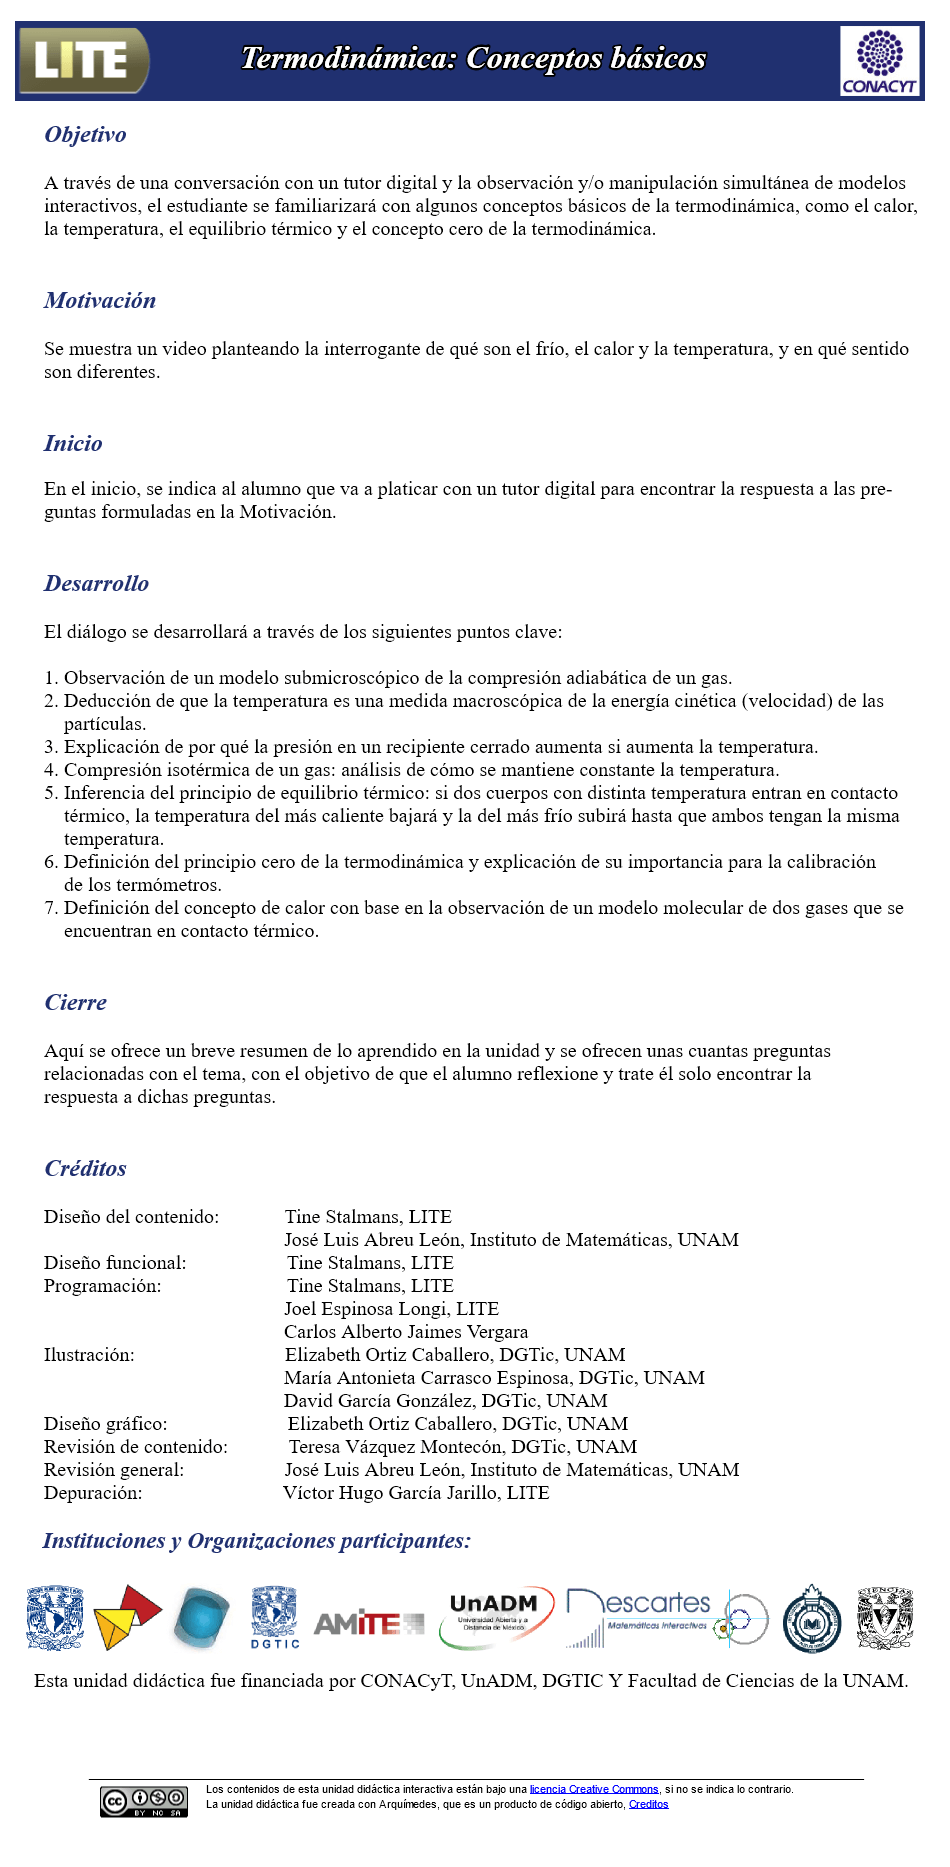 LITE
Termodinámica: Conceptos básicos
CONACYT
Objetivo
A través de una conversación con un tutor digital y la observación y/o manipulación simultánea de modelos
interactivos, el estudiante se familiarizará con algunos conceptos básicos de la termodinámica, como el calor,
la temperatura, el equilibrio térmico y el concepto cero de la termodinámica.
Motivación
Se muestra un video planteando la interrogante de qué son el frío, el calor y la temperatura, y en qué sentido
son diferentes.
Inicio
En el inicio, se indica al alumno que va a platicar con un tutor digital para encontrar la respuesta a las pre-
guntas formuladas en la Motivación.
Desarrollo
El diálogo se desarrollará a través de los siguientes puntos clave:
1. Observación de un modelo submicroscópico de la compresión adiabática de un gas.
2. Deducción de que la temperatura es una medida macroscópica de la energía cinética (velocidad) de las
partículas.
3. Explicación de por qué la presión en un recipiente cerrado aumenta si aumenta la temperatura.
4. Compresión isotérmica de un gas: análisis de cómo se mantiene constante la temperatura.
5. Inferencia del principio de equilibrio térmico: si dos cuerpos con distinta temperatura entran en contacto
térmico, la temperatura del más caliente bajará y la del más frío subirá hasta que ambos tengan la misma
temperatura.
6. Definición del principio cero de la termodinámica y explicación de su importancia para la calibración
de los termómetros.
7. Definición del concepto de calor con base en la observación de un modelo molecular de dos gases que se
encuentran en contacto térmico.
Cierre
Aquí se ofrece un breve resumen de lo aprendido en la unidad y se ofrecen unas cuantas preguntas
relacionadas con el tema, con el objetivo de que el alumno reflexione y trate él solo encontrar la
respuesta a dichas preguntas.
Créditos
Diseño del contenido: Tine Stalmans, LITE
José Luis Abreu León, Instituto de Matemáticas, UNAM
Diseño funcional: Tine Stalmans, LITE
Programación: Tine Stalmans, LITE
Joel Espinosa Longi, LITE
Carlos Alberto Jaimes Vergara
Ilustración: Elizabeth Ortiz Caballero, DGTic, UNAM
María Antonieta Carrasco Espinosa, DGTic, UNAM
David García González, DGTic, UNAM
Diseño gráfico: Elizabeth Ortiz Caballero, DGTic, UNAM
Revisión de contenido: Teresa Vázquez Montecón, DGTic, UNAM
Revisión general: José Luis Abreu León, Instituto de Matemáticas, UNAM
Depuración: Víctor Hugo García Jarillo, LITE
Instituciones y Organizaciones participantes:
DGTIC
AMiTE
UnADM
Universidad Abierta y a
Distancia de México
Descartes
Matemáticas Interactivas
CIENCIAS
Esta unidad didáctica fue financiada por CONACyT, UnADM, DGTIC Y Facultad de Ciencias de la UNAM.
Los contenidos de esta unidad didáctica interactiva están bajo una licencia Creative Commons, si no se indica lo contrario.
La unidad didáctica fue creada con Arquímedes, que es un producto de código abierto, Creditos
cc BY NC SA